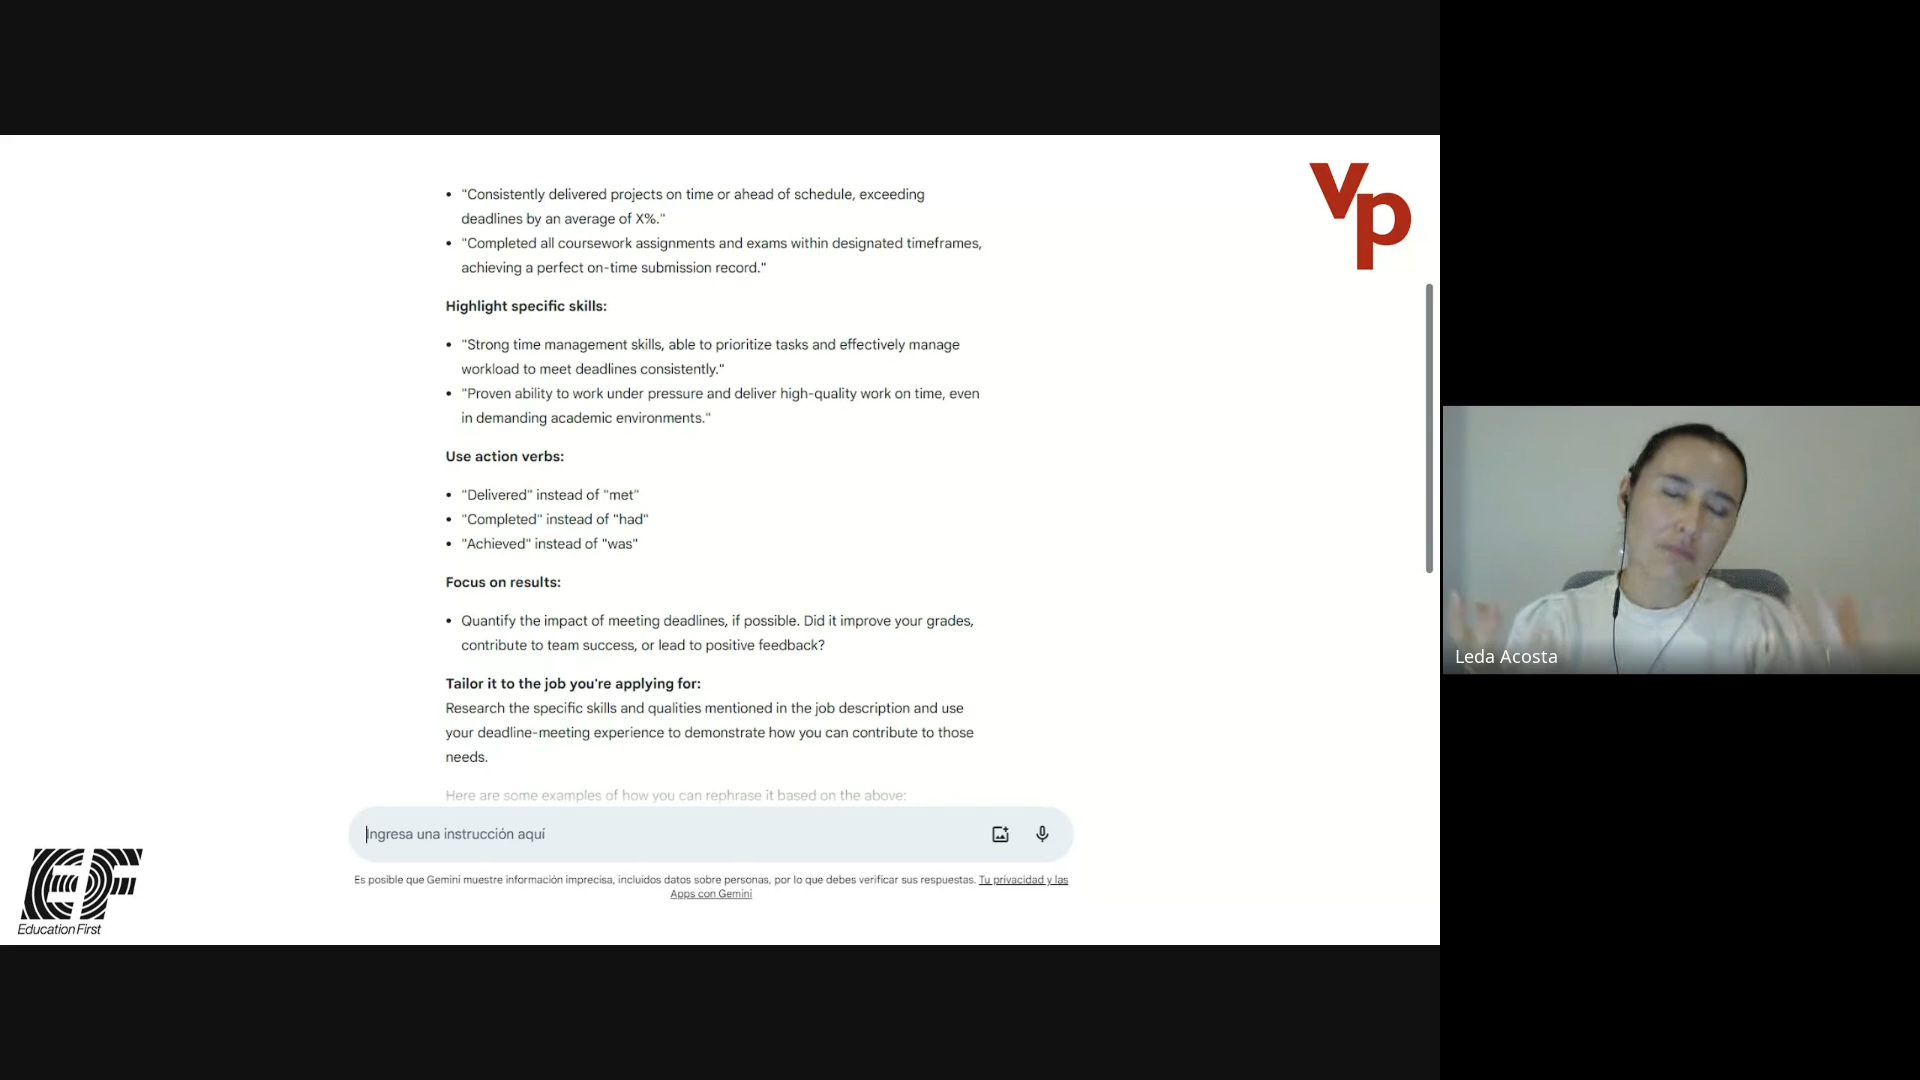 vp
• "Consistently delivered projects on time or ahead of schedule, exceeding
deadlines by an average of X%."
• "Completed all coursework assignments and exams within designated timeframes,
achieving a perfect on-time submission record."
Highlight specific skills:
• "Strong time management skills, able to prioritize tasks and effectively manage
workload to meet deadlines consistently."
• "Proven ability to work under pressure and deliver high-quality work on time, even
in demanding academic environments."
Use action verbs:
• "Delivered" instead of "met"
• "Completed" instead of "had"
• "Achieved" instead of "was"
Focus on results:
• Quantify the impact of meeting deadlines, if possible. Did it improve your grades,
contribute to team success, or lead to positive feedback?
Tailor it to the job you're applying for:
Research the specific skills and qualities mentioned in the job description and use
your deadline-meeting experience to demonstrate how you can contribute to those
needs.
Here are some examples of how you can rephrase it based on the above:
Ingresa una instrucción aquí
Es posible que Gemini muestre información imprecisa, incluidos datos sobre personas, por lo que debes verificar sus respuestas. Tu privacidad y las
Apps con Gemini
EF
Education First
Leda Acosta